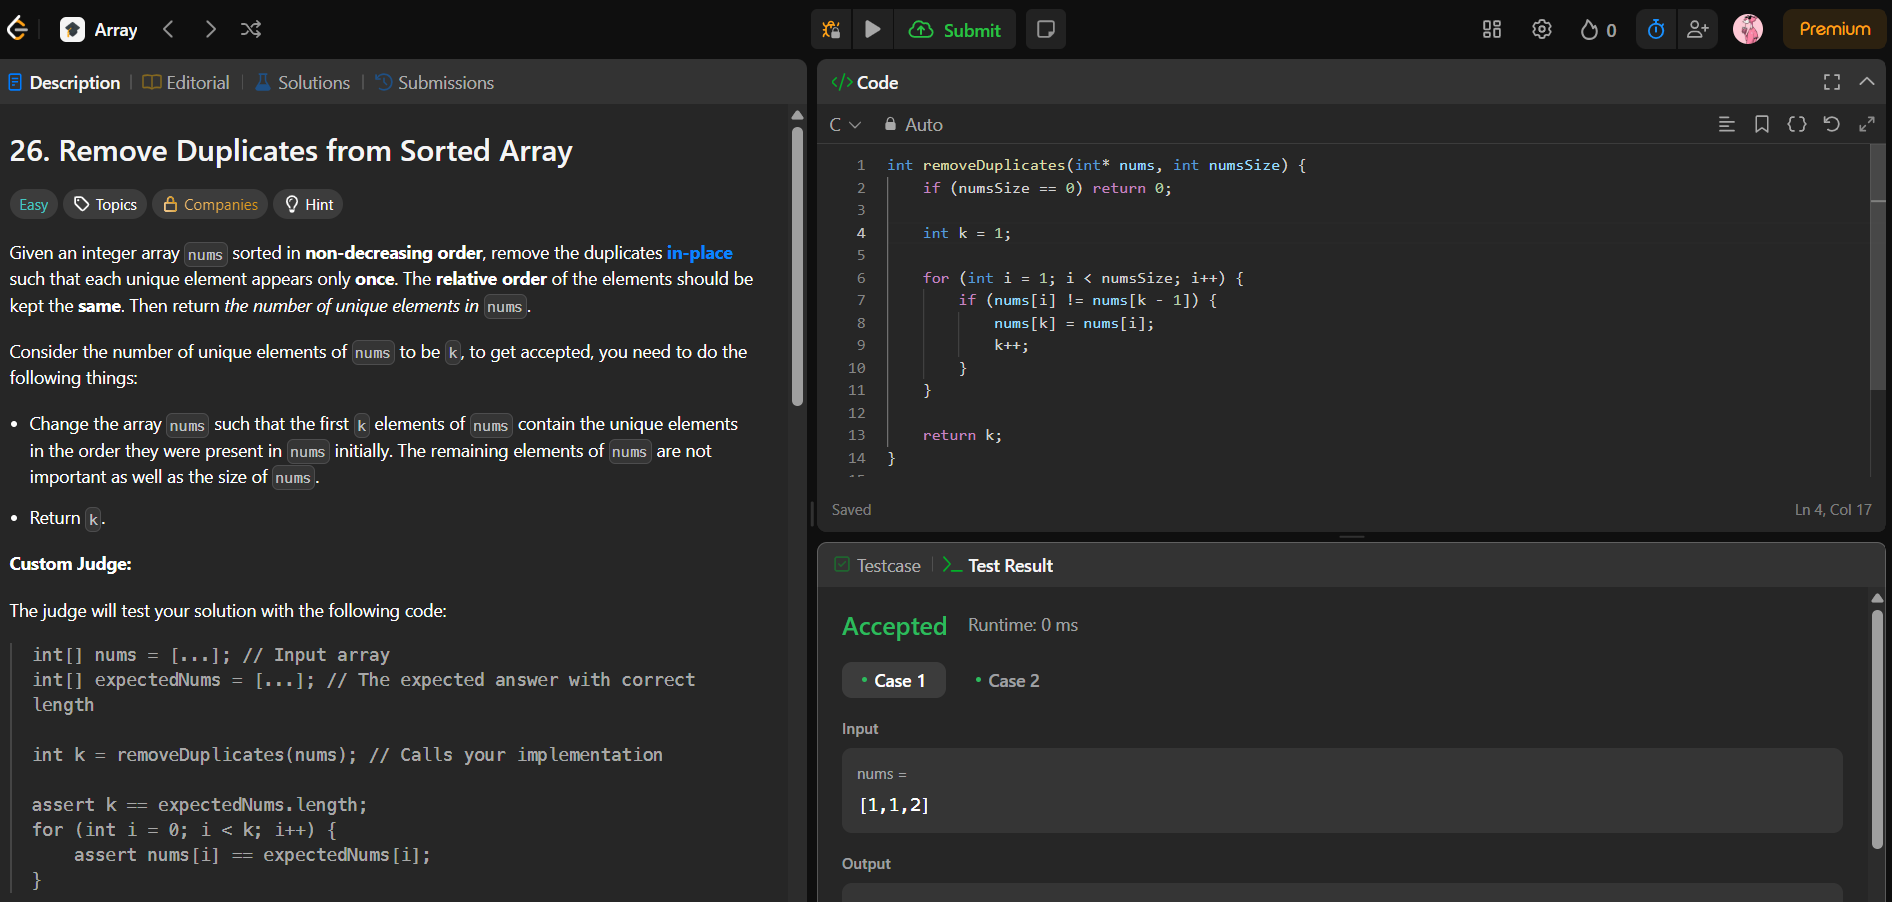 Array
Submit
0
Premium
Description
Editorial
Solutions
Submissions
26. Remove Duplicates from Sorted Array
Easy
Topics
Companies
Hint
Given an integer array nums sorted in non-decreasing order, remove the duplicates in-place
such that each unique element appears only once. The relative order of the elements should be
kept the same. Then return the number of unique elements in nums.
Consider the number of unique elements of nums to be k, to get accepted, you need to do the
following things:
• Change the array nums such that the first k elements of nums contain the unique elements
in the order they were present in nums initially. The remaining elements of nums are not
important as well as the size of nums.
• Return k.
Custom Judge:
The judge will test your solution with the following code:
int[] nums = [...]; // Input array
int[] expectedNums = [...]; // The expected answer with correct
length
int k = removeDuplicates(nums); // Calls your implementation
assert k == expectedNums.length;
for (int i = 0; i < k; i++) {
    assert nums[i] == expectedNums[i];
}
</> Code
C
Auto
1 int removeDuplicates(int* nums, int numsSize) {
2     if (numsSize == 0) return 0;
3
4     int k = 1;
5
6     for (int i = 1; i < numsSize; i++) {
7         if (nums[i] != nums[k - 1]) {
8             nums[k] = nums[i];
9             k++;
10         }
11     }
12
13     return k;
14 }
Saved
Ln 4, Col 17
Testcase
>_ Test Result
Accepted
Runtime: 0 ms
• Case 1
• Case 2
Input
nums =
[1,1,2]
Output